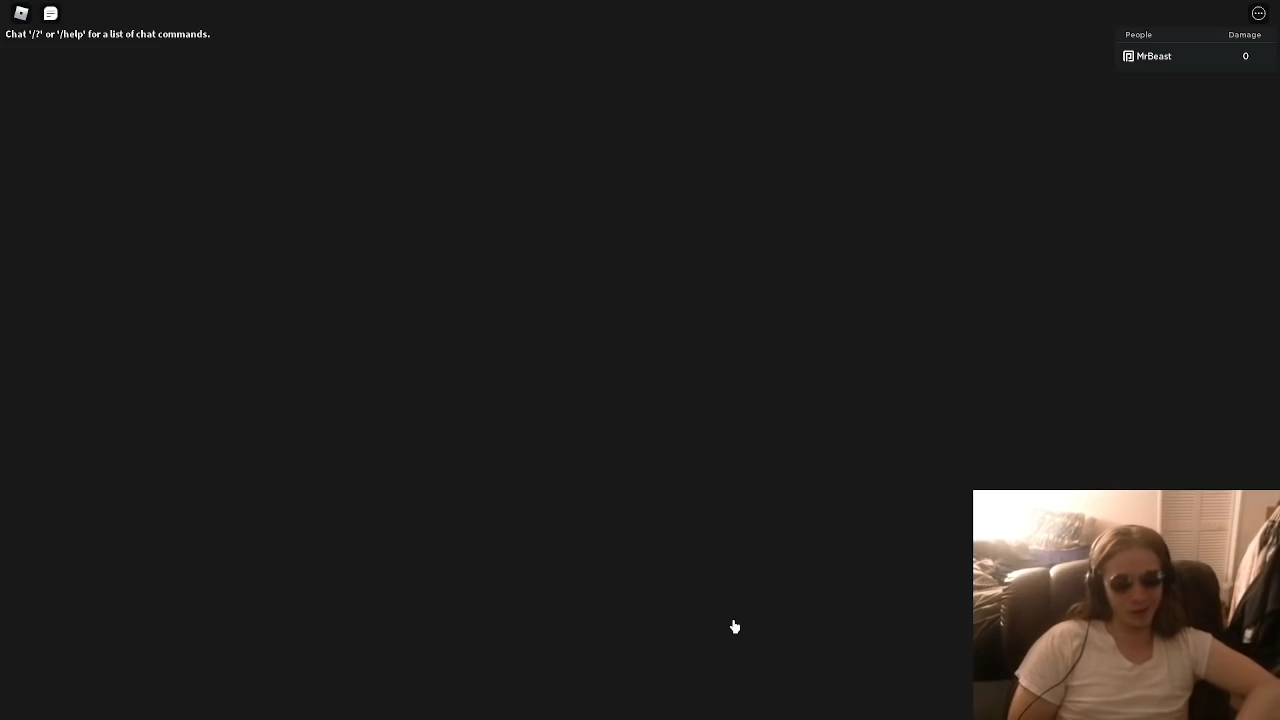 Chat '/?' or '/help' for a list of chat commands.
People Damage
MrBeast 0